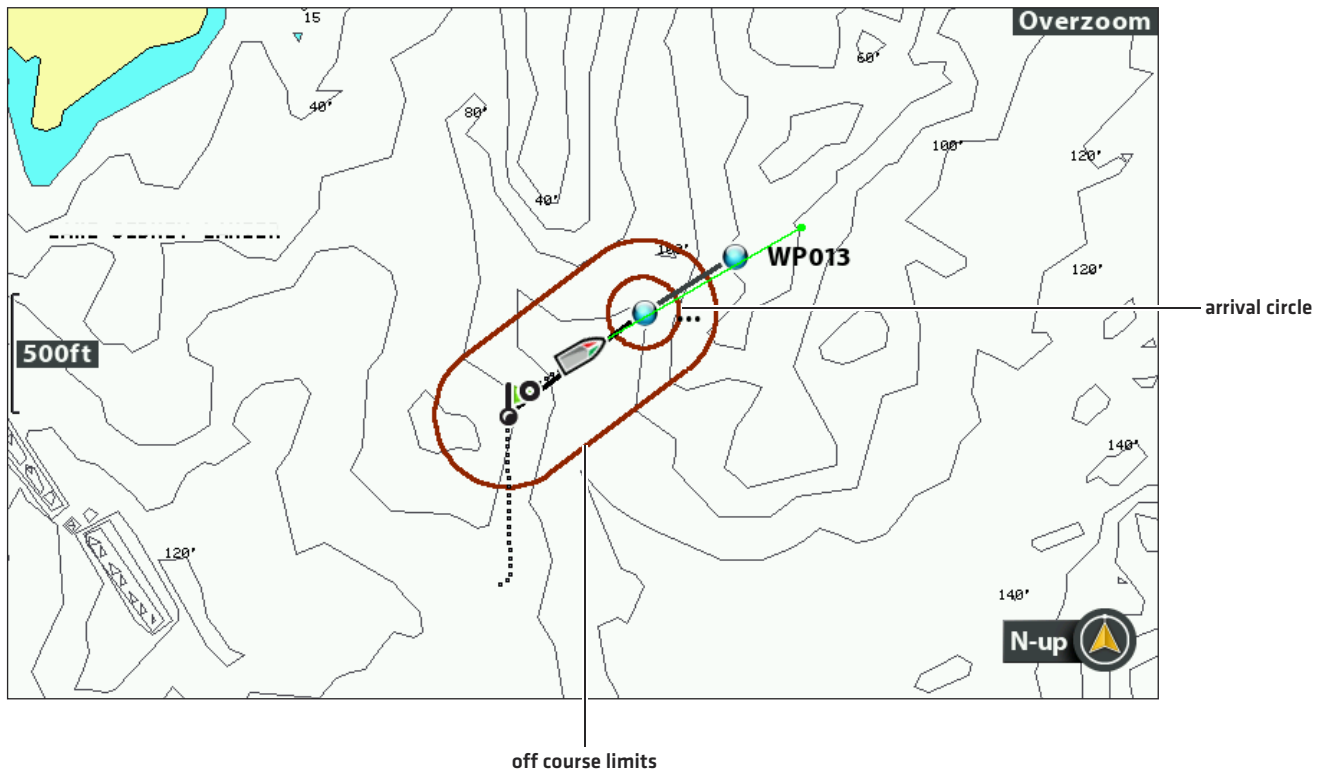 15
Overzoom
60'
40'
80'
100'
120'
40'
WP013
120'
arrival circle
...
500ft
140'
120'
140'
N-up
off course limits